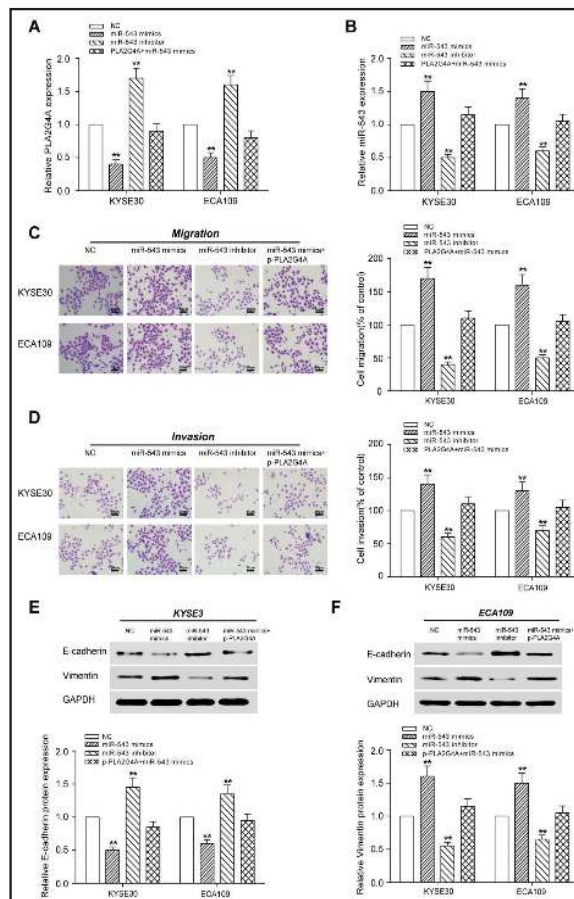 A
NC
miR-543 mimics
miR-543 inhibitor
PLA2G4A+miR-543 mimics
Relative PLA2G4A expression
2.0
1.5
1.0
0.5
0.0
** ** ** **
KYSE30 ECA109
B
NC
miR-543 mimics
miR-543 inhibitor
PLA2G4A+miR-543 mimics
Relative miR-543 expression
2.0
1.5
1.0
0.5
0.0
** ** ** **
KYSE30 ECA109
C
Migration
NC miR-543 mimics miR-543 inhibitor miR-543 mimics+
p-PLA2G4A
KYSE30
ECA109
NC
miR-543 mimics
miR-543 inhibitor
PLA2G4A+miR-543 mimics
Cell migration(% of control)
200
150
100
50
0
** ** ** **
KYSE30 ECA109
D
Invasion
NC miR-543 mimics miR-543 inhibitor miR-543 mimics+
p-PLA2G4A
KYSE30
ECA109
NC
miR-543 mimics
miR-543 inhibitor
PLA2G4A+miR-543 mimics
Cell invasion(% of control)
200
150
100
50
0
** ** ** **
KYSE30 ECA109
E
KYSE3
NC miR-543 mimics miR-543 inhibitor miR-543 mimics+
p-PLA2G4A
E-cadherin
Vimentin
GAPDH
NC
miR-543 mimics
miR-543 inhibitor
p-PLA2G4A+miR-543 mimics
Relative E-cadherin protein expression
2.0
1.5
1.0
0.5
0.0
** ** ** **
KYSE30 ECA109
F
ECA109
NC miR-543 mimics miR-543 inhibitor miR-543 mimics+
p-PLA2G4A
E-cadherin
Vimentin
GAPDH
NC
miR-543 mimics
miR-543 inhibitor
p-PLA2G4A+miR-543 mimics
Relative Vimentin protein expression
2.0
1.5
1.0
0.5
0.0
** ** ** **
KYSE30 ECA109